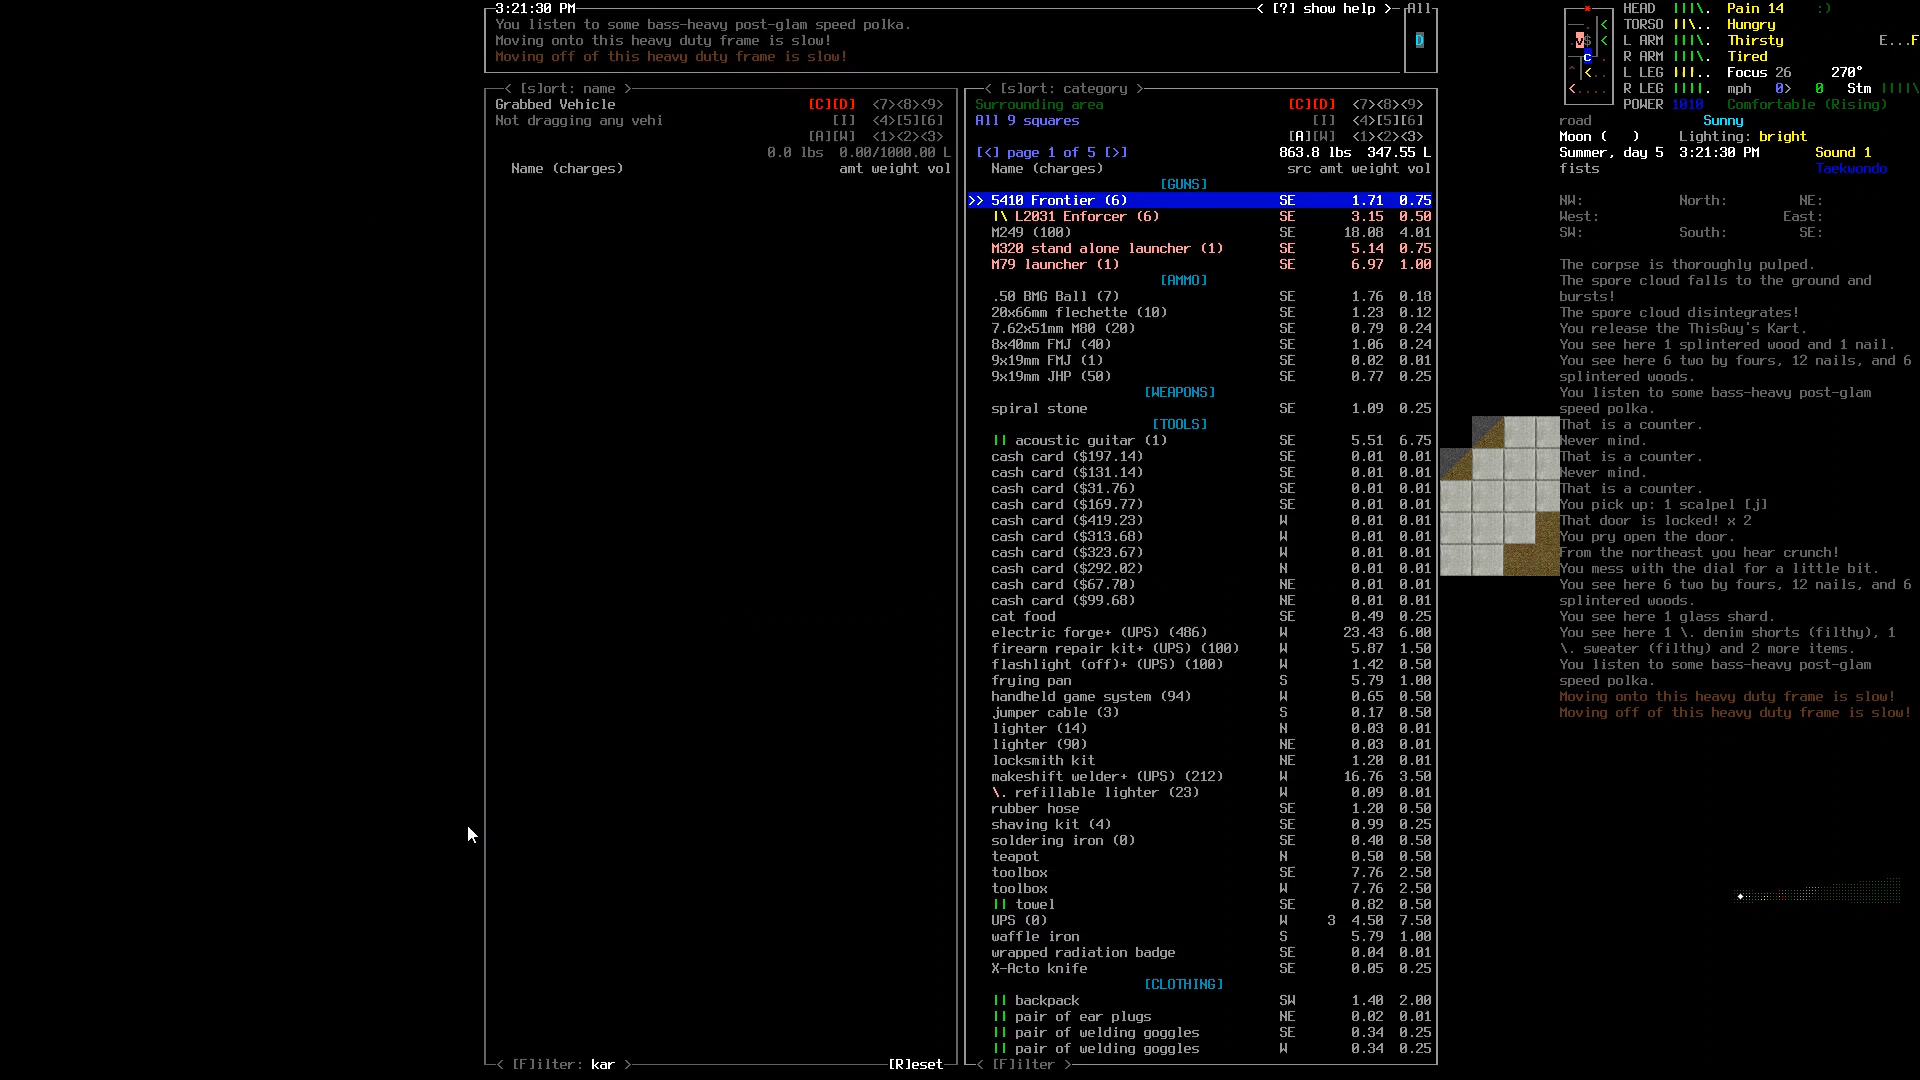 3:21:30 PM < [?] show help > All
You listen to some bass-heavy post-glam speed polka.
Moving onto this heavy duty frame is slow!
Moving off of this heavy duty frame is slow!
D
< [s]ort: name >
Grabbed Vehicle [C][D] <7><8><9>
Not dragging any vehi [I] <4>[5][6]
[A][W] <1><2><3>
0.0 lbs 0.00/1000.00 L
Name (charges) amt weight vol
< [F]ilter: kar > [R]eset
< [s]ort: category >
Surrounding area [C][D] <7><8><9>
All 9 squares [I] <4>[5][6]
[A][W] <1><2><3>
[<] page 1 of 5 [>] 863.8 lbs 347.55 L
Name (charges) src amt weight vol
[GUNS]
>> 5410 Frontier (6) SE 1.71 0.75
|\ L2031 Enforcer (6) SE 3.15 0.50
M249 (100) SE 18.08 4.01
M320 stand alone launcher (1) SE 5.14 0.75
M79 launcher (1) SE 6.97 1.00
[AMMO]
.50 BMG Ball (7) SE 1.76 0.18
20x66mm flechette (10) SE 1.23 0.12
7.62x51mm M80 (20) SE 0.79 0.24
8x40mm FMJ (40) SE 1.06 0.24
9x19mm FMJ (1) SE 0.02 0.01
9x19mm JHP (50) SE 0.77 0.25
[WEAPONS]
spiral stone SE 1.09 0.25
[TOOLS]
|| acoustic guitar (1) SE 5.51 6.75
cash card ($197.14) SE 0.01 0.01
cash card ($131.14) SE 0.01 0.01
cash card ($31.76) SE 0.01 0.01
cash card ($169.77) SE 0.01 0.01
cash card ($419.23) W 0.01 0.01
cash card ($313.68) W 0.01 0.01
cash card ($323.67) W 0.01 0.01
cash card ($292.02) N 0.01 0.01
cash card ($67.70) NE 0.01 0.01
cash card ($99.68) NE 0.01 0.01
cat food SE 0.49 0.25
electric forge+ (UPS) (486) W 23.43 6.00
firearm repair kit+ (UPS) (100) W 5.87 1.50
flashlight (off)+ (UPS) (100) W 1.42 0.50
frying pan S 5.79 1.00
handheld game system (94) W 0.65 0.50
jumper cable (3) S 0.17 0.50
lighter (14) N 0.03 0.01
lighter (90) NE 0.03 0.01
locksmith kit NE 1.20 0.01
makeshift welder+ (UPS) (212) W 16.76 3.50
\. refillable lighter (23) W 0.09 0.01
rubber hose SE 1.20 0.50
shaving kit (4) SE 0.99 0.25
soldering iron (0) SE 0.40 0.50
teapot N 0.50 0.50
toolbox SE 7.76 2.50
toolbox W 7.76 2.50
|| towel SE 0.82 0.50
UPS (0) W 3 4.50 7.50
waffle iron S 5.79 1.00
wrapped radiation badge SE 0.04 0.01
X-Acto knife SE 0.05 0.25
[CLOTHING]
|| backpack SW 1.40 2.00
|| pair of ear plugs NE 0.02 0.01
|| pair of welding goggles SE 0.34 0.25
|| pair of welding goggles W 0.34 0.25
< [F]ilter >
HEAD |||\. Pain 14 :)
TORSO ||\.. Hungry
L ARM |||\. Thirsty E...F
R ARM |||\. Tired
L LEG |||.. Focus 26 270°
R LEG ||||. mph 0> 0 Stm ||||\
POWER 1010 Comfortable (Rising)
road Sunny
Moon ( ) Lighting: bright
Summer, day 5 3:21:30 PM Sound 1
fists Taekwondo
NW: North: NE:
West: East:
SW: South: SE:
The corpse is thoroughly pulped.
The spore cloud falls to the ground and
bursts!
The spore cloud disintegrates!
You release the ThisGuy's Kart.
You see here 1 splintered wood and 1 nail.
You see here 6 two by fours, 12 nails, and 6
splintered woods.
You listen to some bass-heavy post-glam
speed polka.
That is a counter.
Never mind.
That is a counter.
Never mind.
That is a counter.
You pick up: 1 scalpel [j]
That door is locked! x 2
You pry open the door.
From the northeast you hear crunch!
You mess with the dial for a little bit.
You see here 6 two by fours, 12 nails, and 6
splintered woods.
You see here 1 glass shard.
You see here 1 \. denim shorts (filthy), 1
\. sweater (filthy) and 2 more items.
You listen to some bass-heavy post-glam
speed polka.
Moving onto this heavy duty frame is slow!
Moving off of this heavy duty frame is slow!